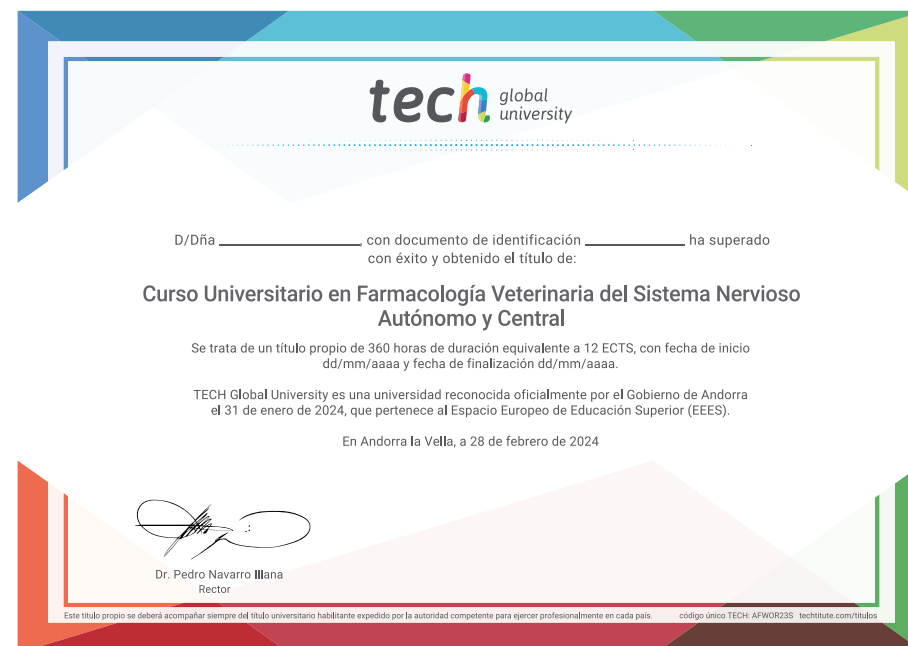 tech global university
D/Dña ____________________, con documento de identificación ______________ ha superado
con éxito y obtenido el título de:
Curso Universitario en Farmacología Veterinaria del Sistema Nervioso
Autónomo y Central
Se trata de un título propio de 360 horas de duración equivalente a 12 ECTS, con fecha de inicio
dd/mm/aaaa y fecha de finalización dd/mm/aaaa.
TECH Global University es una universidad reconocida oficialmente por el Gobierno de Andorra
el 31 de enero de 2024, que pertenece al Espacio Europeo de Educación Superior (EEES).
En Andorra la Vella, a 28 de febrero de 2024
Dr. Pedro Navarro Illana
Rector
Este título propio se deberá acompañar siempre del título universitario habilitante expedido por la autoridad competente para ejercer profesionalmente en cada país. código único TECH: AFWOR23S techtitute.com/titulos